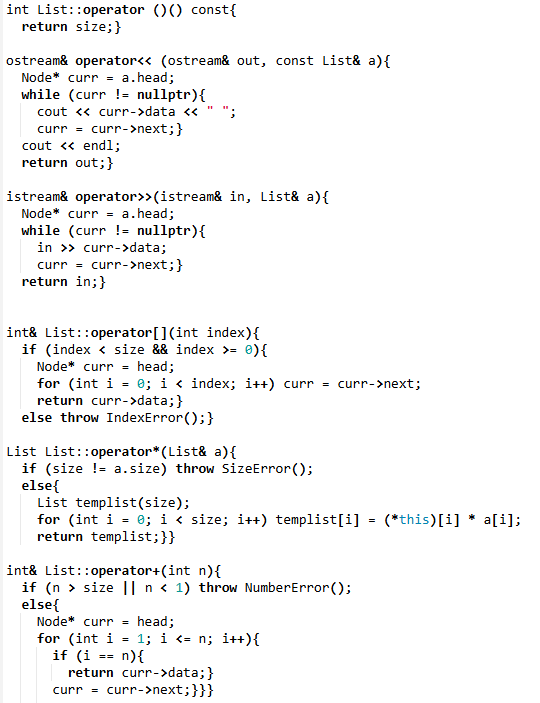 int List::operator ()() const{
  return size;}

ostream& operator<< (ostream& out, const List& a){
  Node* curr = a.head;
  while (curr != nullptr){
    cout << curr->data << " ";
    curr = curr->next;}
  cout << endl;
  return out;}

istream& operator>>(istream& in, List& a){
  Node* curr = a.head;
  while (curr != nullptr){
    in >> curr->data;
    curr = curr->next;}
  return in;}


int& List::operator[](int index){
  if (index < size && index >= 0){
    Node* curr = head;
    for (int i = 0; i < index; i++) curr = curr->next;
    return curr->data;}
  else throw IndexError();}

List List::operator*(List& a){
  if (size != a.size) throw SizeError();
  else{
    List templist(size);
    for (int i = 0; i < size; i++) templist[i] = (*this)[i] * a[i];
    return templist;}}

int& List::operator+(int n){
  if (n > size || n < 1) throw NumberError();
  else{
    Node* curr = head;
    for (int i = 1; i <= n; i++){
      if (i == n){
        return curr->data;}
      curr = curr->next;}}}